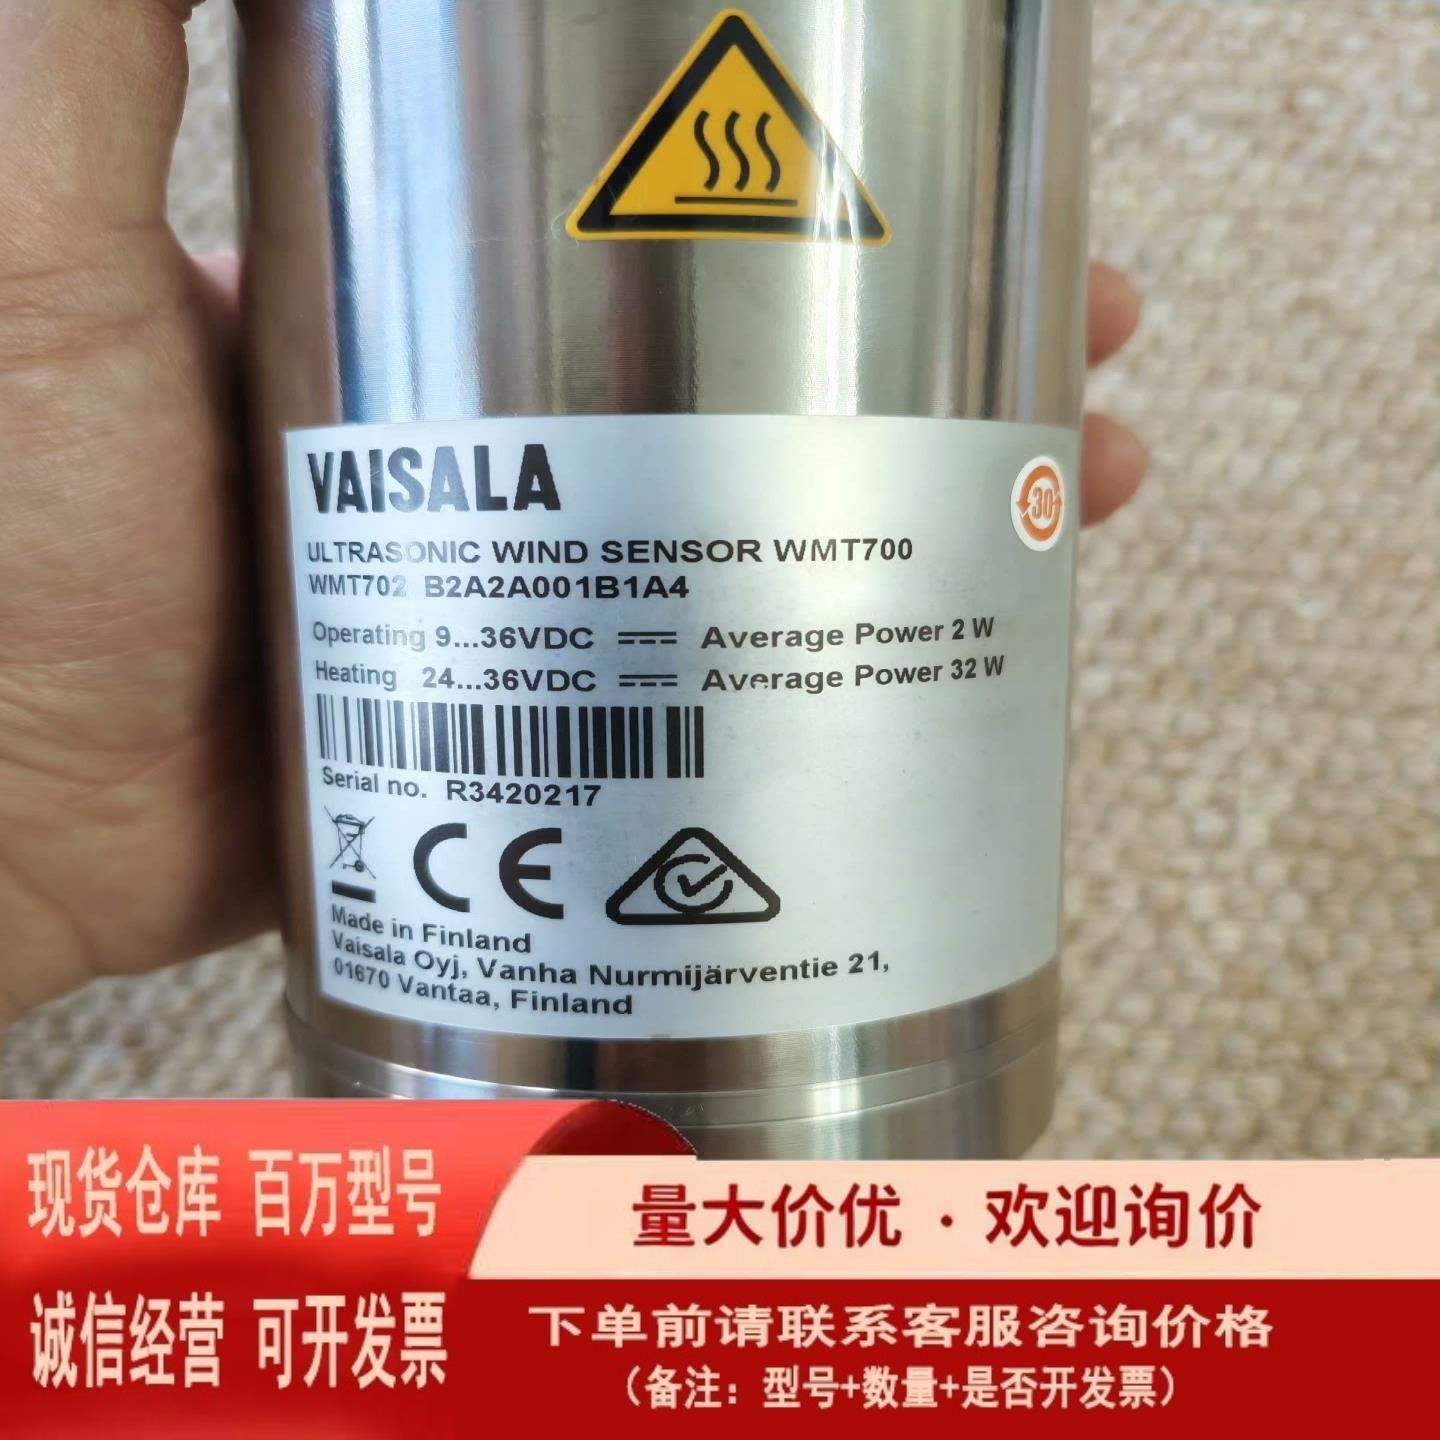 VAISALA
30
ULTRASONIC WIND SENSOR WMT700
WMT702 B2A2A001B1A4
Operating 9...36VDC Average Power 2 W
Heating 24...36VDC Average Power 32 W
Serial no. R3420217
CE
Made in Finland
Vaisala Oyj, Vanha Nurmijärventie 21,
01670 Vantaa, Finland
现货仓库 百万型号
诚信经营 可开发票
量大价优·欢迎询价
下单前请联系客服咨询价格
（备注：型号+数量+是否开发票）